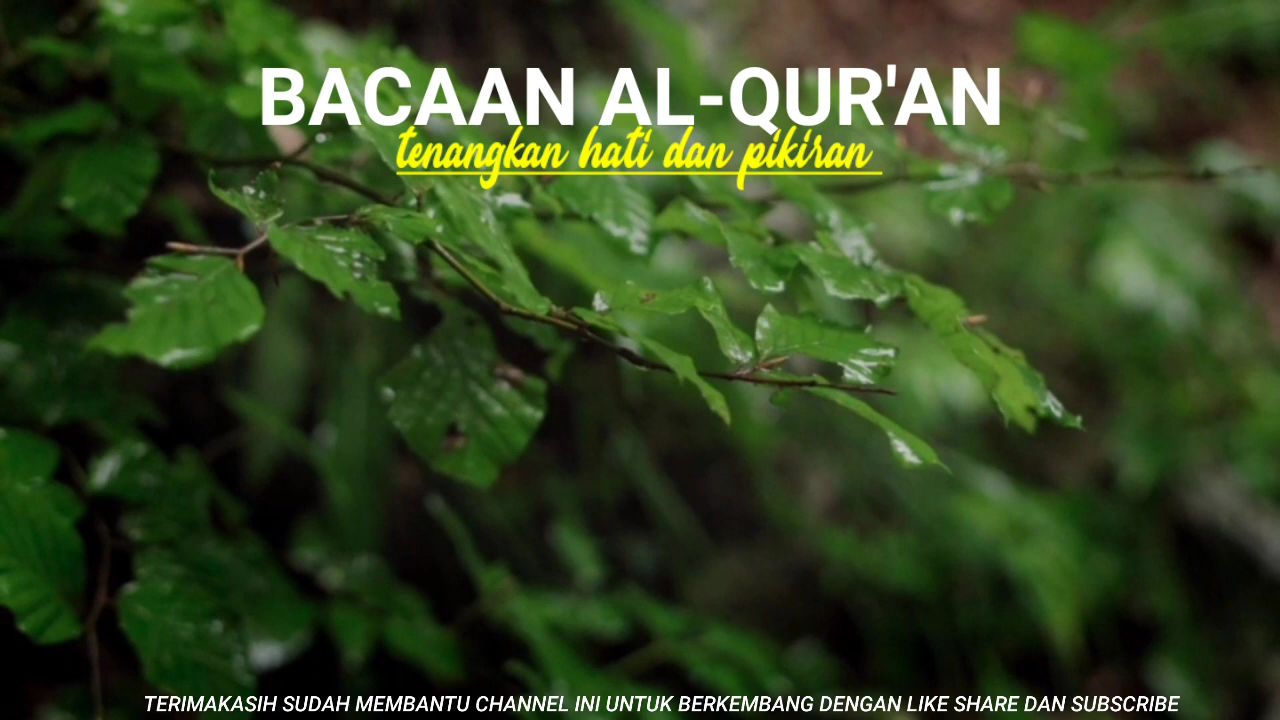 BACAAN AL-QUR'AN
tenangkan hati dan pikiran
TERIMAKASIH SUDAH MEMBANTU CHANNEL INI UNTUK BERKEMBANG DENGAN LIKE SHARE DAN SUBSCRIBE